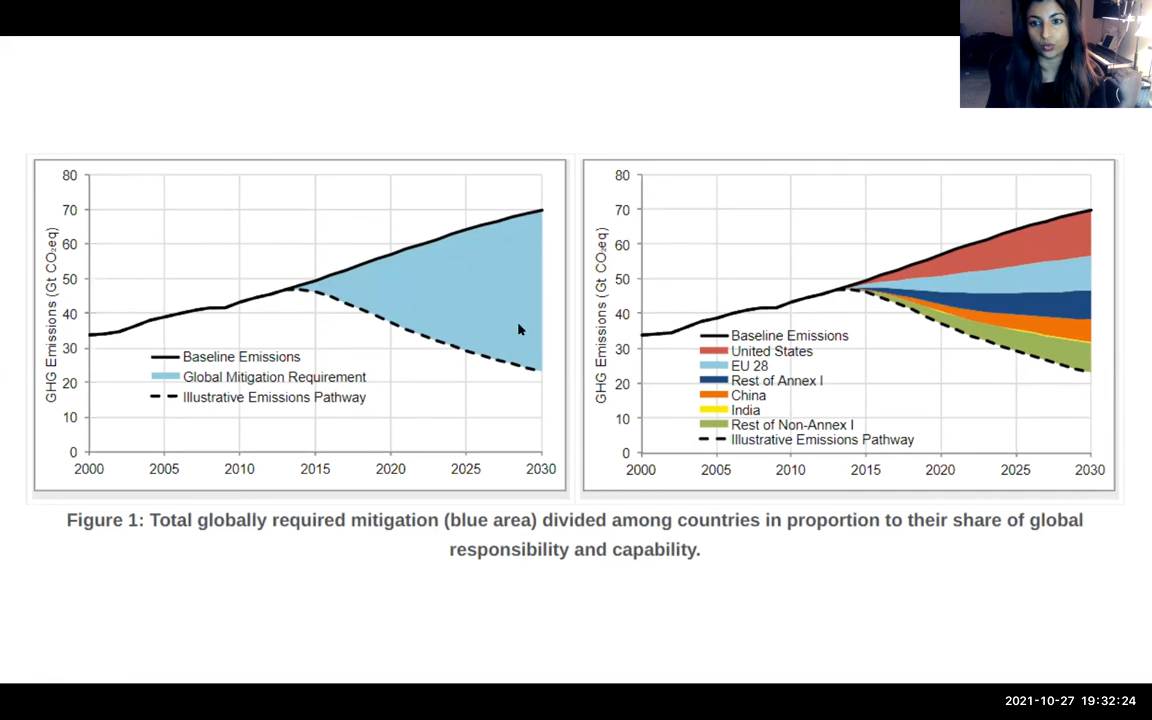 80
70
60
50
40
30
20
10
0
GHG Emissions (Gt CO₂eq)
2000 2005 2010 2015 2020 2025 2030
Baseline Emissions
Global Mitigation Requirement
Illustrative Emissions Pathway
80
70
60
50
40
30
20
10
0
GHG Emissions (Gt CO₂eq)
2000 2005 2010 2015 2020 2025 2030
Baseline Emissions
United States
EU 28
Rest of Annex I
China
India
Rest of Non-Annex I
Illustrative Emissions Pathway
Figure 1: Total globally required mitigation (blue area) divided among countries in proportion to their share of global
responsibility and capability.
2021-10-27 19:32:24